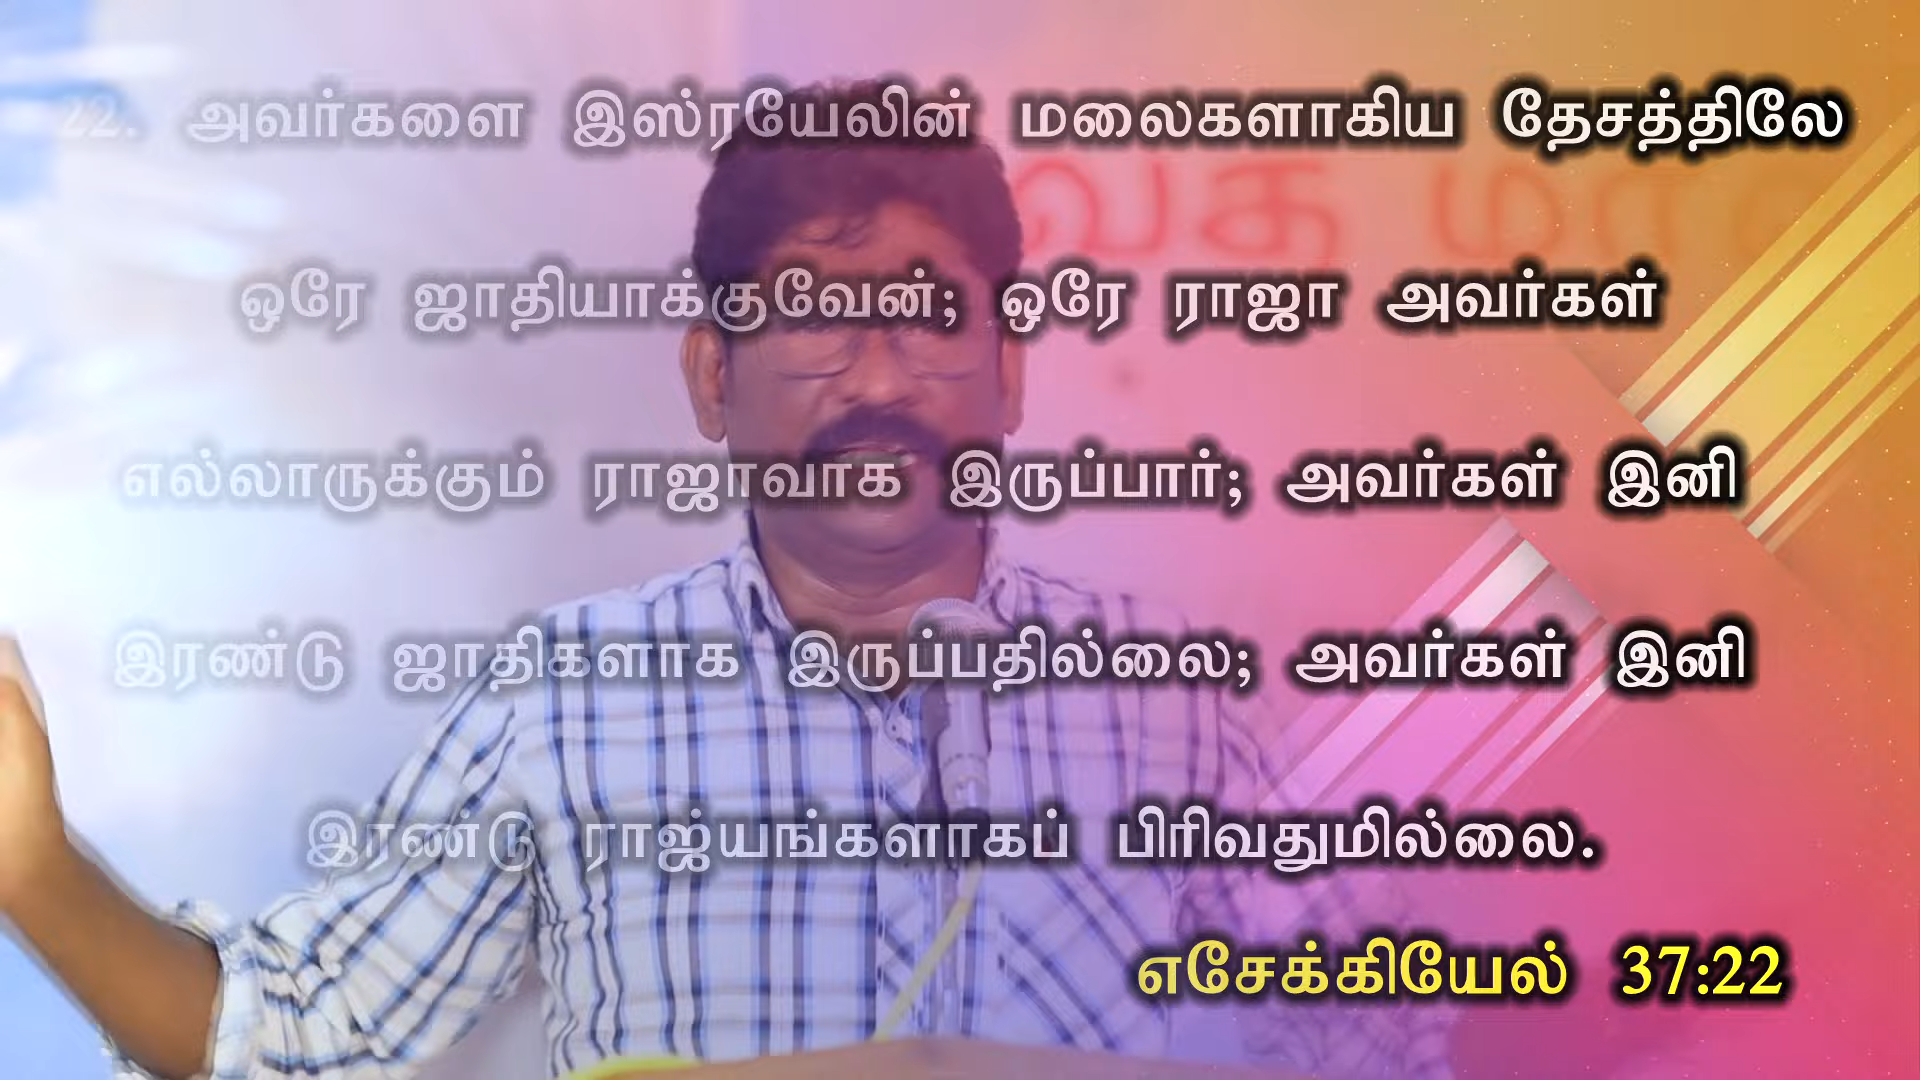 22. அவர்களை இஸ்ரயேலின் மலைகளாகிய தேசத்திலே
ஒரே ஜாதியாக்குவேன்; ஒரே ராஜா அவர்கள்
எல்லாருக்கும் ராஜாவாக இருப்பார்; அவர்கள் இனி
இரண்டு ஜாதிகளாக இருப்பதில்லை; அவர்கள் இனி
இரண்டு ராஜ்யங்களாகப் பிரிவதுமில்லை.
எசேக்கியேல் 37:22